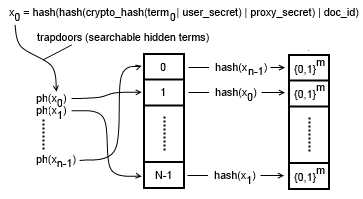 x0 = hash(hash(crypto_hash(term0| user_secret) | proxy_secret) | doc_id)
trapdoors (searchable hidden terms)
0 hash(xn-1) {0,1}m
ph(x0) 1 hash(x0) {0,1}m
ph(x1)
ph(xn-1)
N-1 hash(x1) {0,1}m